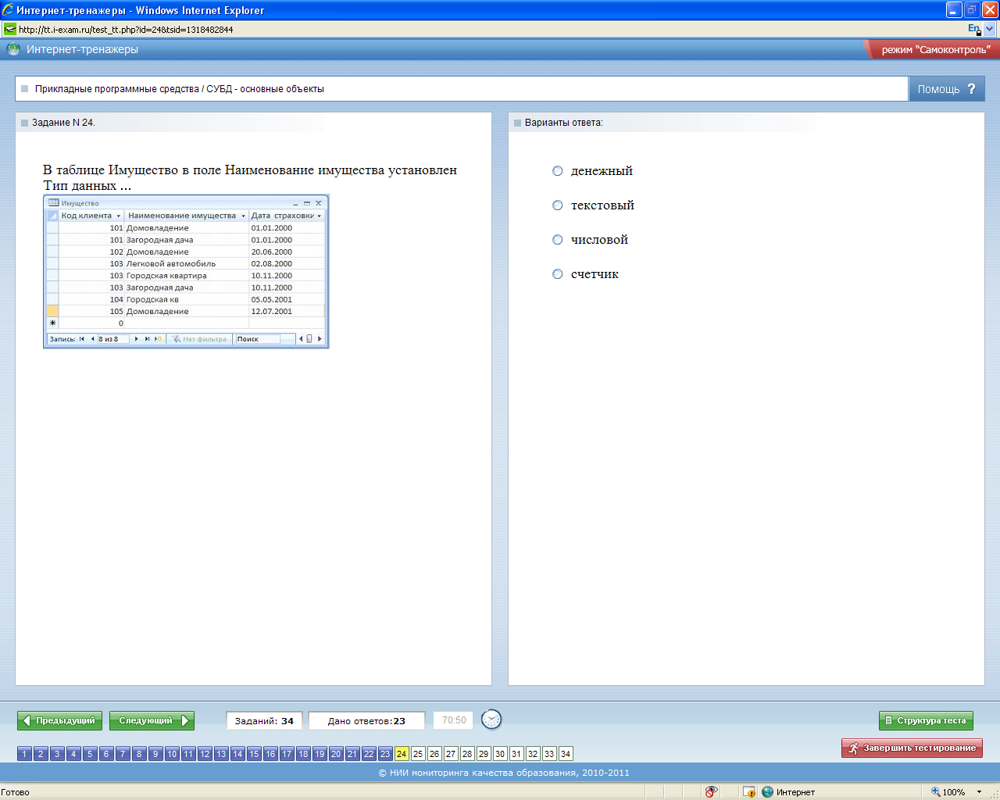 Интернет-тренажеры - Windows Internet Explorer
http://tt.i-exam.ru/test_tt.php?id=24&tsid=1318482844
En
Интернет-тренажеры
режим "Самоконтроль"
Прикладные программные средства / СУБД - основные объекты
Помощь ?
Задание N 24.
В таблице Имущество в поле Наименование имущества установлен
Тип данных ...
Имущество
Код клиента Наименование имущества Дата страховки
101 Домовладение 01.01.2000
101 Загородная дача 01.01.2000
102 Домовладение 20.06.2000
103 Легковой автомобиль 02.08.2000
103 Городская квартира 10.11.2000
103 Загородная дача 10.11.2000
104 Городская кв 05.05.2001
105 Домовладение 12.07.2001
0
Запись: 8 из 8 Нет фильтра Поиск
Варианты ответа:
денежный
текстовый
числовой
счетчик
Предыдущий Следующий Заданий: 34 Дано ответов:23 70:50 Структура теста
1 2 3 4 5 6 7 8 9 10 11 12 13 14 15 16 17 18 19 20 21 22 23 24 25 26 27 28 29 30 31 32 33 34
Завершить тестирование
© НИИ мониторинга качества образования, 2010-2011
Готово Интернет 100%